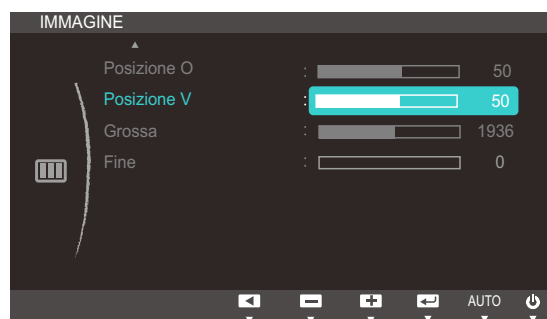 IMMAGINE
Posizione O : 50
Posizione V : 50
Grossa : 1936
Fine : 0
AUTO